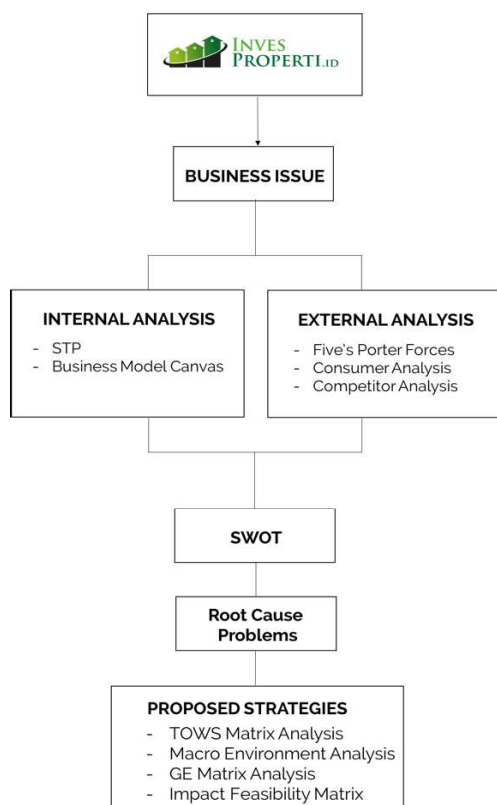 INVES
PROPERTI.ID
BUSINESS ISSUE
INTERNAL ANALYSIS
- STP
- Business Model Canvas
EXTERNAL ANALYSIS
- Five's Porter Forces
- Consumer Analysis
- Competitor Analysis
SWOT
Root Cause
Problems
PROPOSED STRATEGIES
- TOWS Matrix Analysis
- Macro Environment Analysis
- GE Matrix Analysis
- Impact Feasibility Matrix